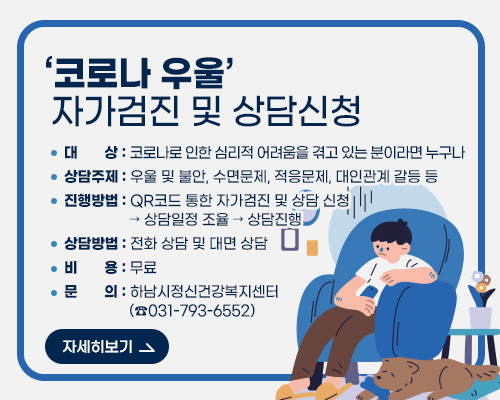 ‘코로나 우울’
자가검진 및 상담신청
• 대 상 : 코로나로 인한 심리적 어려움을 겪고 있는 분이라면 누구나
• 상담주제 : 우울 및 불안, 수면문제, 적응문제, 대인관계 갈등 등
• 진행방법 : QR코드 통한 자가검진 및 상담 신청
→ 상담일정 조율 → 상담진행
• 상담방법 : 전화 상담 및 대면 상담
• 비 용 : 무료
• 문 의 : 하남시정신건강복지센터
(☎031-793-6552)
자세히보기 →